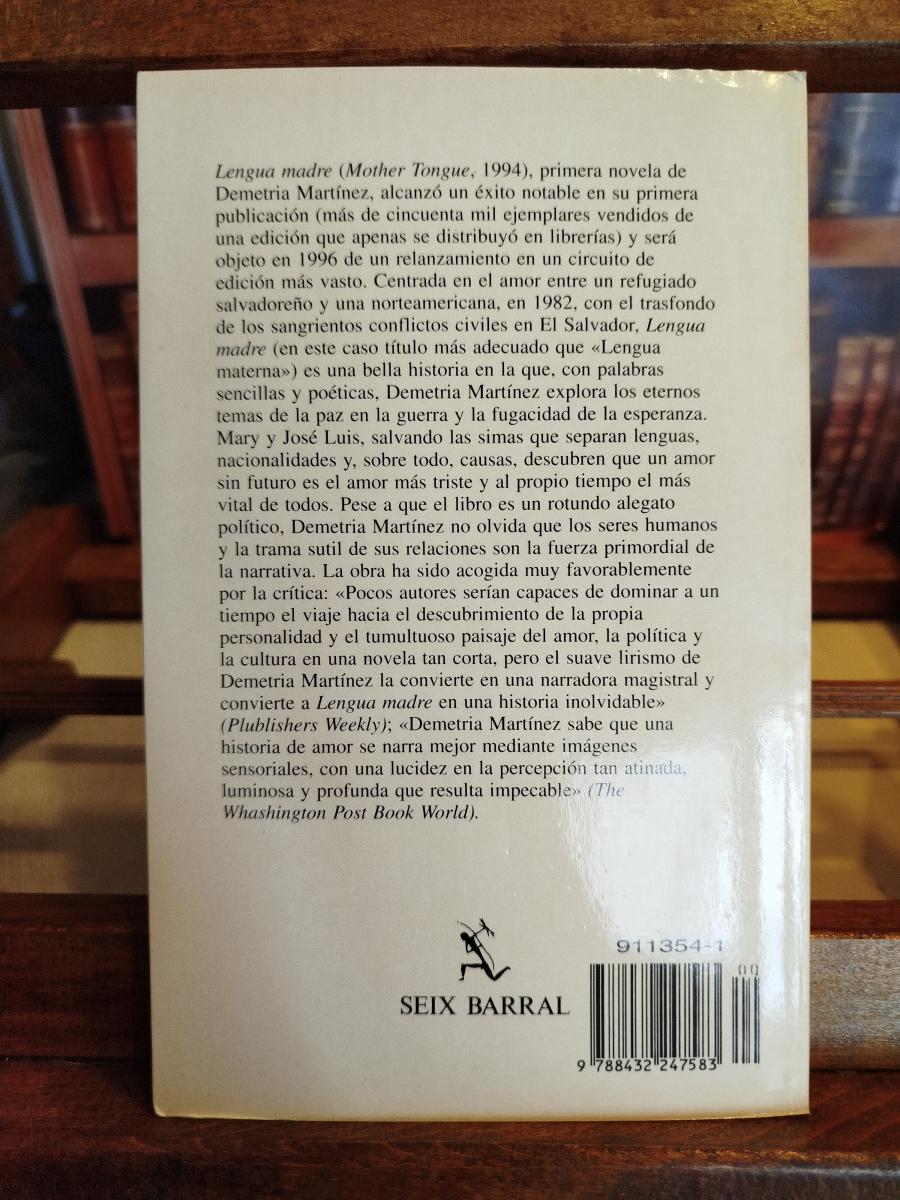 Lengua madre (Mother Tongue, 1994), primera novela de
Demetria Martínez, alcanzó un éxito notable en su primera
publicación (más de cincuenta mil ejemplares vendidos de
una edición que apenas se distribuyó en librerías) y será
objeto en 1996 de un relanzamiento en un circuito de
edición más vasto. Centrada en el amor entre un refugiado
salvadoreño y una norteamericana, en 1982, con el trasfondo
de los sangrientos conflictos civiles en El Salvador, Lengua
madre (en este caso título más adecuado que «Lengua
materna») es una bella historia en la que, con palabras
sencillas y poéticas, Demetria Martínez explora los eternos
temas de la paz en la guerra y la fugacidad de la esperanza.
Mary y José Luis, salvando las simas que separan lenguas,
nacionalidades y, sobre todo, causas, descubren que un amor
sin futuro es el amor más triste y al propio tiempo el más
vital de todos. Pese a que el libro es un rotundo alegato
político, Demetria Martínez no olvida que los seres humanos
y la trama sutil de sus relaciones son la fuerza primordial de
la narrativa. La obra ha sido acogida muy favorablemente
por la crítica: «Pocos autores serían capaces de dominar a un
tiempo el viaje hacia el descubrimiento de la propia
personalidad y el tumultuoso paisaje del amor, la política y
la cultura en una novela tan corta, pero el suave lirismo de
Demetria Martínez la convierte en una narradora magistral y
convierte a Lengua madre en una historia inolvidable»
(Plublishers Weekly); «Demetria Martínez sabe que una
historia de amor se narra mejor mediante imágenes
sensoriales, con una lucidez en la percepción tan atinada,
luminosa y profunda que resulta impecable» (The
Whashington Post Book World).
SEIX BARRAL
911354-1
00
9 788432 247583